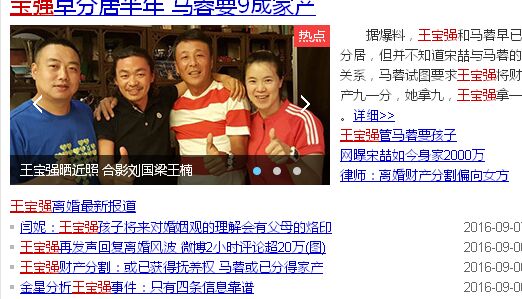 宝强早分居半年 马蓉要9成家产
热点
王宝强晒近照 合影刘国梁王楠
据爆料，王宝强和马蓉早已
分居，但并不知道宋喆与马蓉的
关系，马蓉试图要求王宝强将财
产九一分，她拿九，王宝强拿一
。详细>>
王宝强管马蓉要孩子
网曝宋喆如今身家2000万
律师：离婚财产分割偏向女方
王宝强离婚最新报道
闫妮：王宝强孩子将来对婚姻观的理解会有父母的烙印 2016-09-07
王宝强再发声回复离婚风波 微博2小时评论超20万(图) 2016-09-0
王宝强财产分割：或已获得抚养权 马蓉或已分得家产 2016-09-0
金星分析王宝强事件：只有四条信息靠谱 2016-09-0